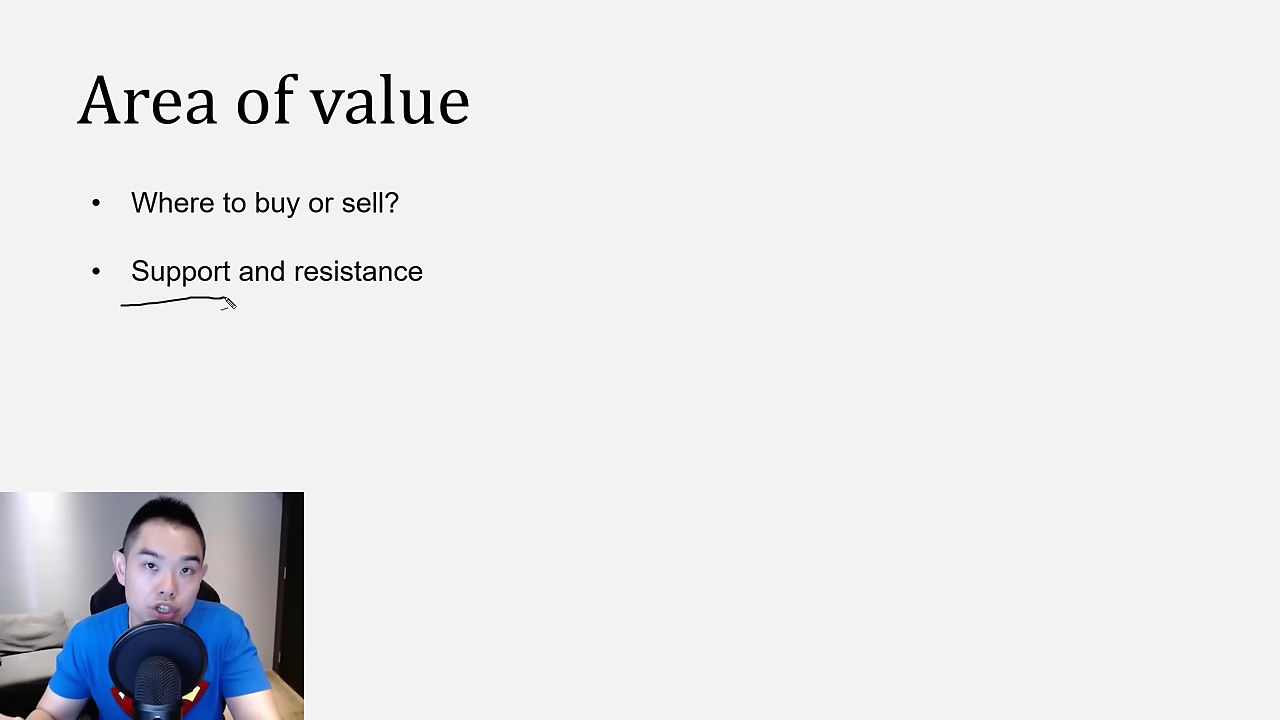 Area of value
• Where to buy or sell?
• Support and resistance